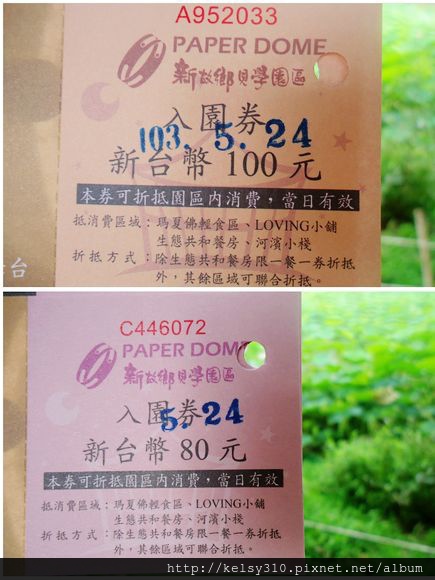 A952033
PAPER DOME
新故鄉見學園區
入園券
103. 5. 24
新台幣 100 元
本券可折抵園區內消費，當日有效
抵消費區域：瑪夏佛輕食區、LOVING小舖
生態共和餐房、河濱小棧
折抵方式：除生態共和餐房限一餐一券折抵
外，其餘區域可聯合折抵。
台
C446072
PAPER DOME
新故鄉見學園區
入園券
5. 24
新台幣 80 元
本券可折抵園區內消費，當日有效
抵消費區域：瑪夏佛輕食區、LOVING小舖
生態共和餐房、河濱小棧
折抵方式：除生態共和餐房限一餐一券折抵
外，其餘區域可聯合折抵。
http://kelsy310.pixnet.net/album